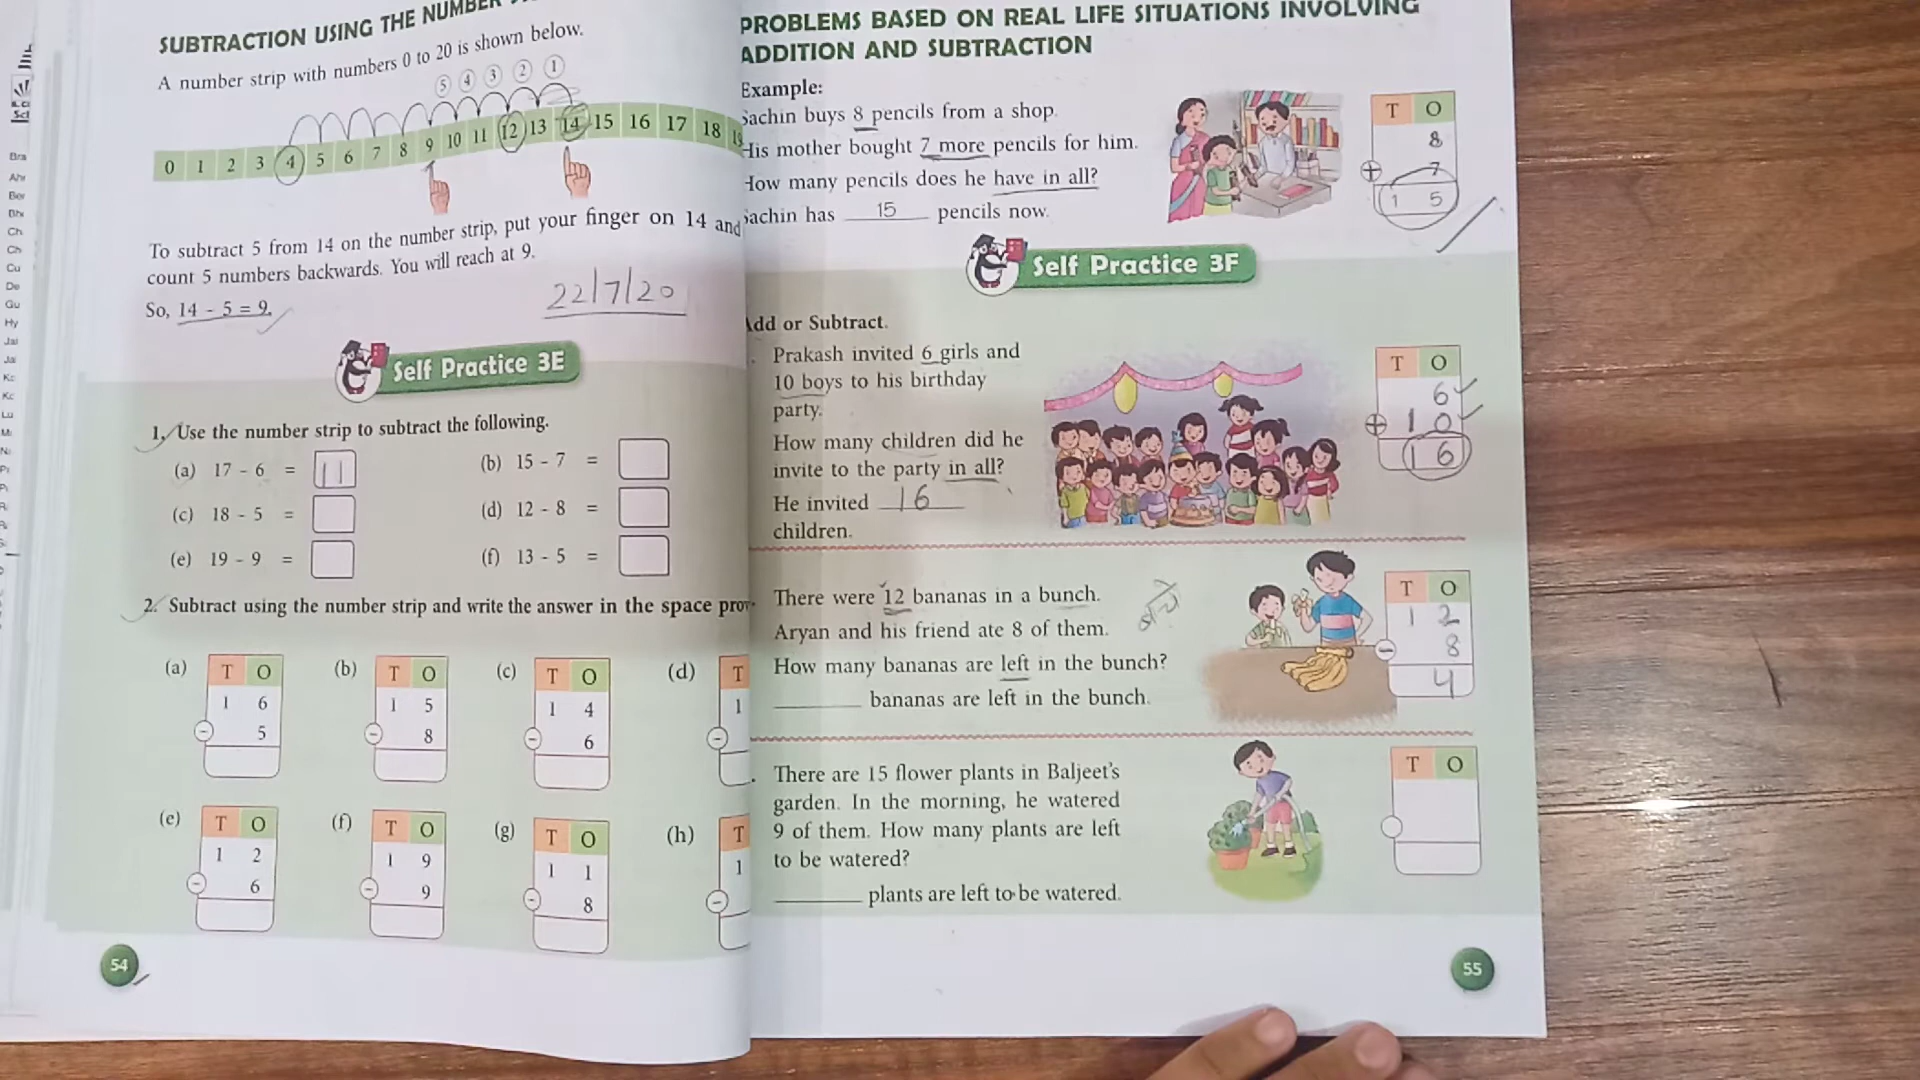 SUBTRACTION USING THE NUMBER
A number strip with numbers 0 to 20 is shown below.
5 4 3 2 1
0 1 2 3 4 5 6 7 8 9 10 11 12 13 14 15 16 17 18
To subtract 5 from 14 on the number strip, put your finger on 14 and
count 5 numbers backwards. You will reach at 9.
So, 14 - 5 = 9.
22/7/20
Self Practice 3E
1. Use the number strip to subtract the following.
(a) 17 - 6 = 11 (b) 15 - 7 =
(c) 18 - 5 = (d) 12 - 8 =
(e) 19 - 9 = (f) 13 - 5 =
2. Subtract using the number strip and write the answer in the space
(a) T O (b) T O (c) T O (d) T
1 6 1 5 1 4 1
- 5 - 8 - 6 -
(e) T O (f) T O (g) T O (h) T
1 2 1 9 1 1 1
- 6 - 9 - 8 -
54
PROBLEMS BASED ON REAL LIFE SITUATIONS INVOLVING
ADDITION AND SUBTRACTION
Example:
Sachin buys 8 pencils from a shop.
His mother bought 7 more pencils for him.
How many pencils does he have in all?
Sachin has 15 pencils now.
T O
8
+ 7
1 5
Self Practice 3F
Add or Subtract.
Prakash invited 6 girls and
10 boys to his birthday
party.
How many children did he
invite to the party in all?
He invited 16
children.
T O
6
+ 1 0
1 6
There were 12 bananas in a bunch.
Aryan and his friend ate 8 of them.
How many bananas are left in the bunch?
bananas are left in the bunch.
T O
1 2
- 8
4
There are 15 flower plants in Baljeet's
garden. In the morning, he watered
9 of them. How many plants are left
to be watered?
plants are left to be watered.
T O
55